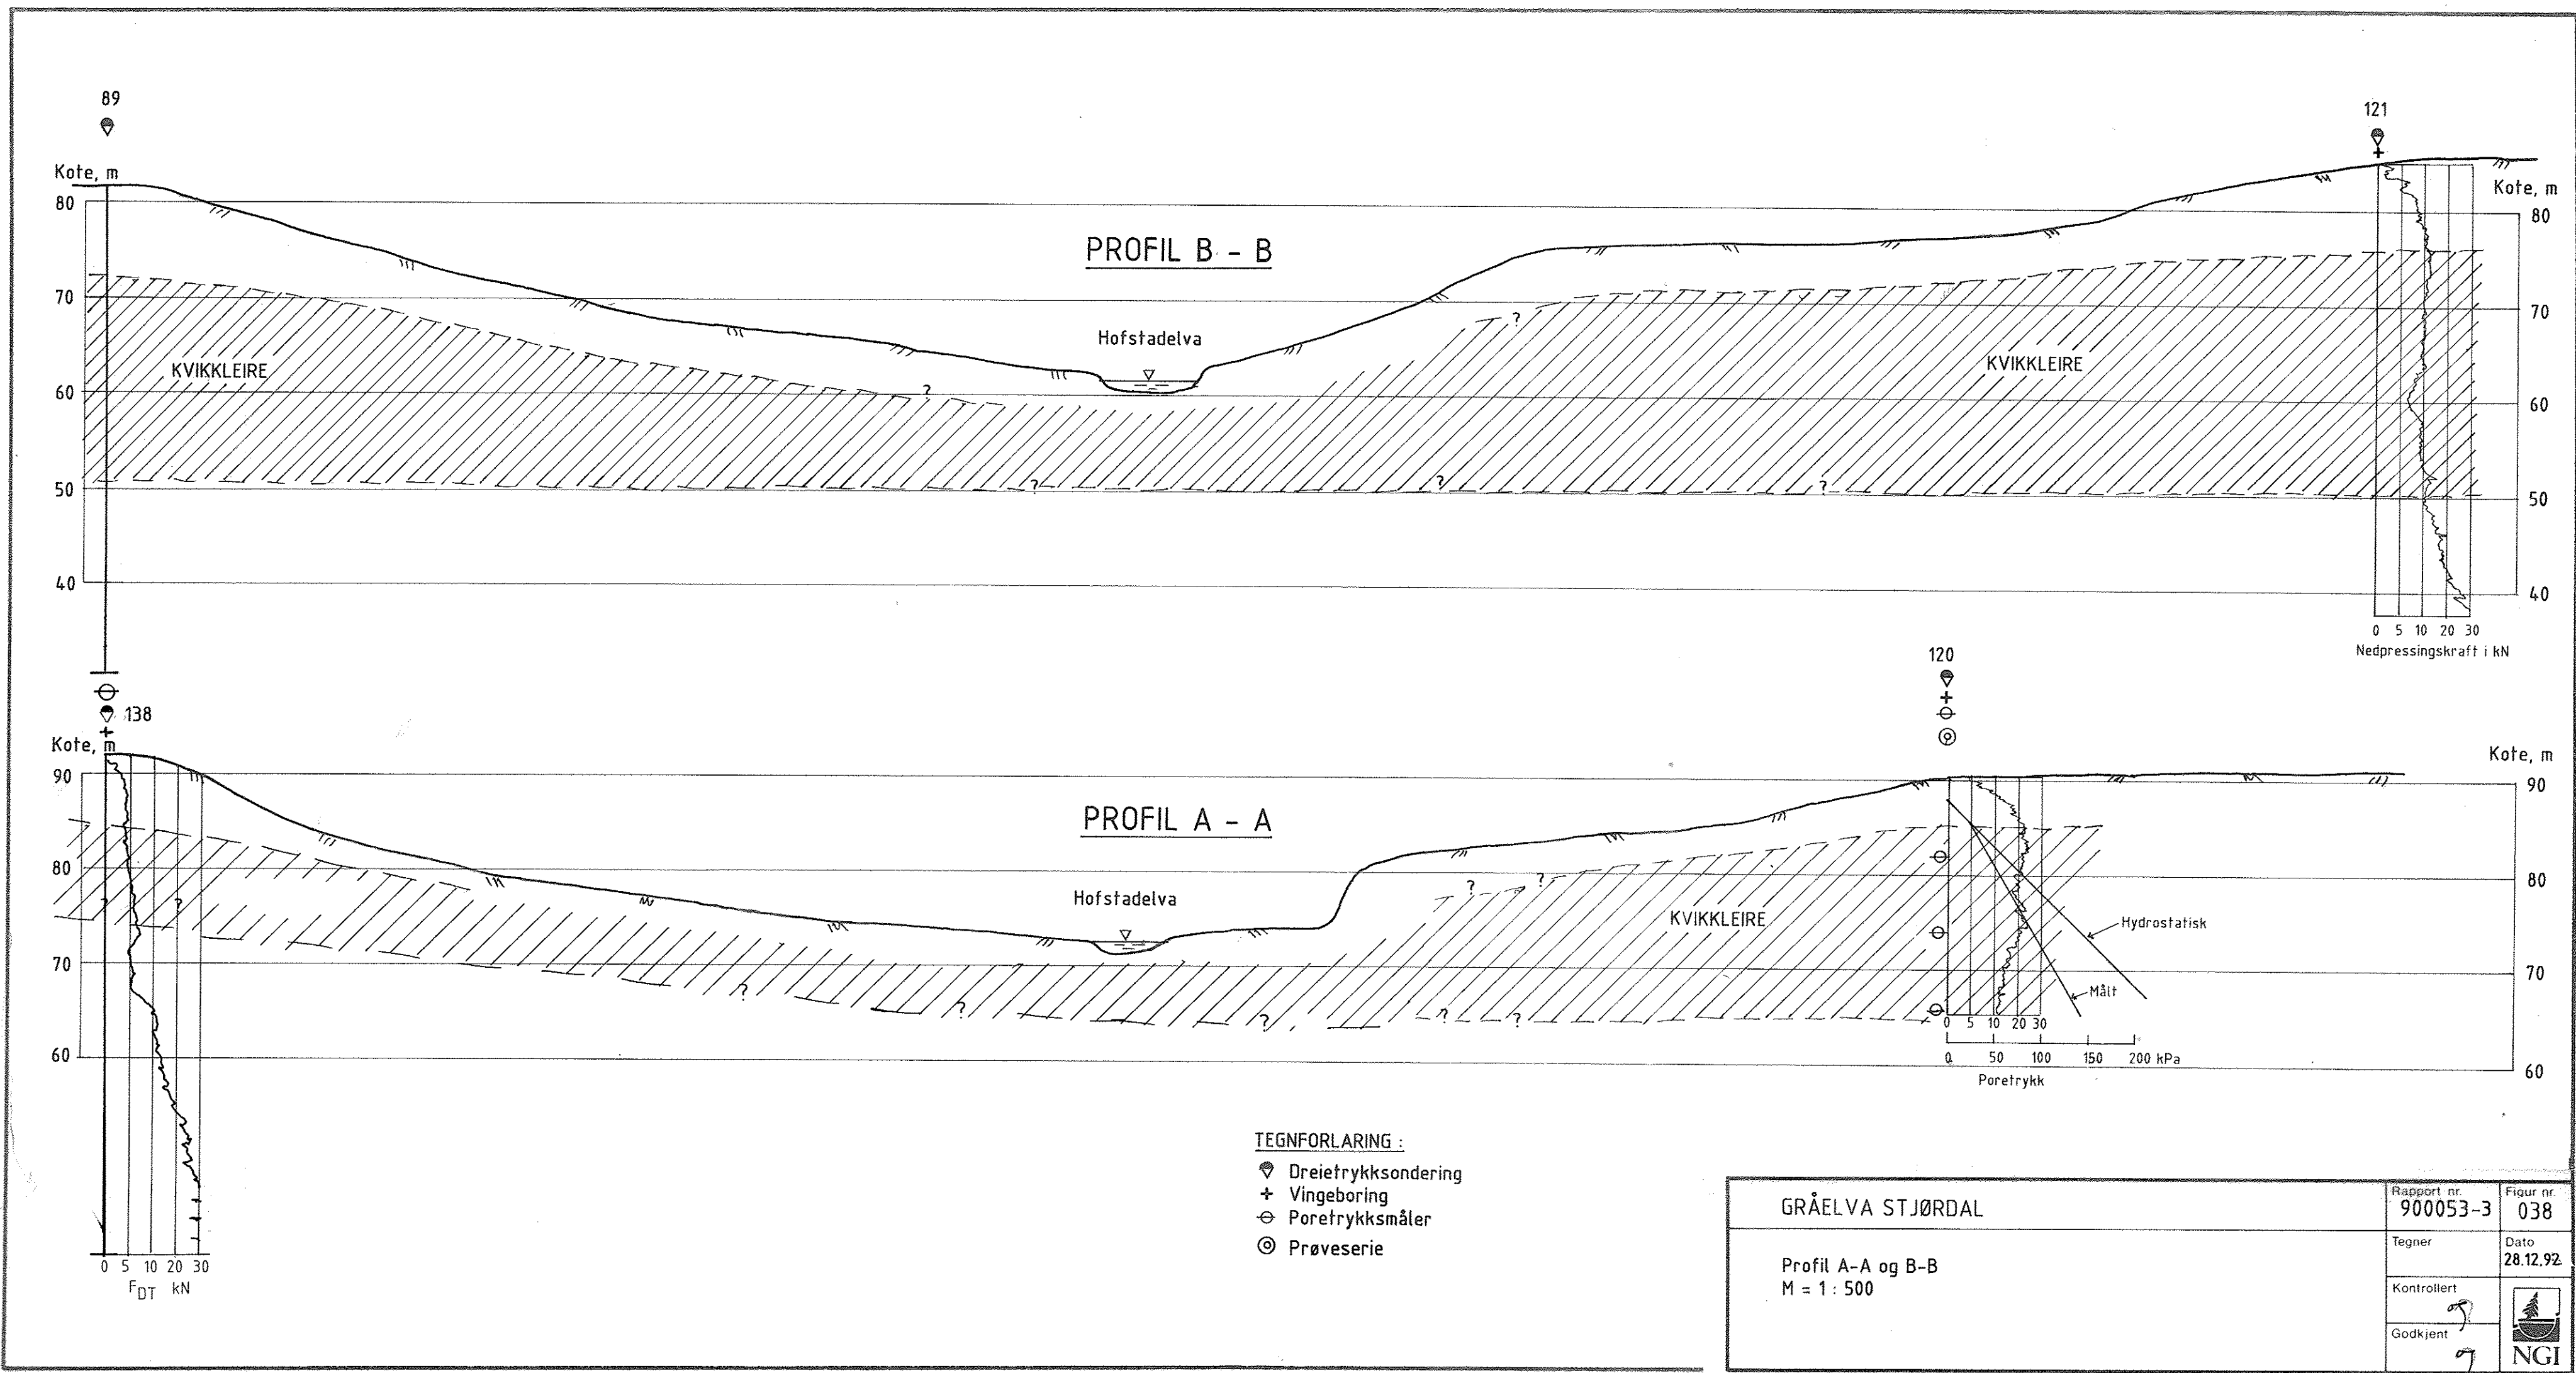 89
121
Kote, m
Kote, m
80
80
PROFIL B - B
70
70
?
Hofstadelva
KVIKKLEIRE
KVIKKLEIRE
60
?
60
50
?
?
?
50
40
40
0 5 10 20 30
Nedpressingskraft i kN
120
138
Kote, m
Kote, m
90
90
PROFIL A - A
80
80
?
?
Hofstadelva
KVIKKLEIRE
?
?
Hydrostatisk
70
70
Målt
?
?
?
?
?
0 5 10 20 30
60
0 50 100 150 200 kPa
60
Poretrykk
TEGNFORLARING :
Dreietrykksondering
Vingeboring
Poretrykksmåler
Prøveserie
0 5 10 20 30
FDT kN
GRÅELVA STJØRDAL
Rapport nr.
900053-3
Figur nr.
038
Profil A-A og B-B
M = 1 : 500
Tegner
Dato
28.12.92
Kontrollert
Godkjent
NGI